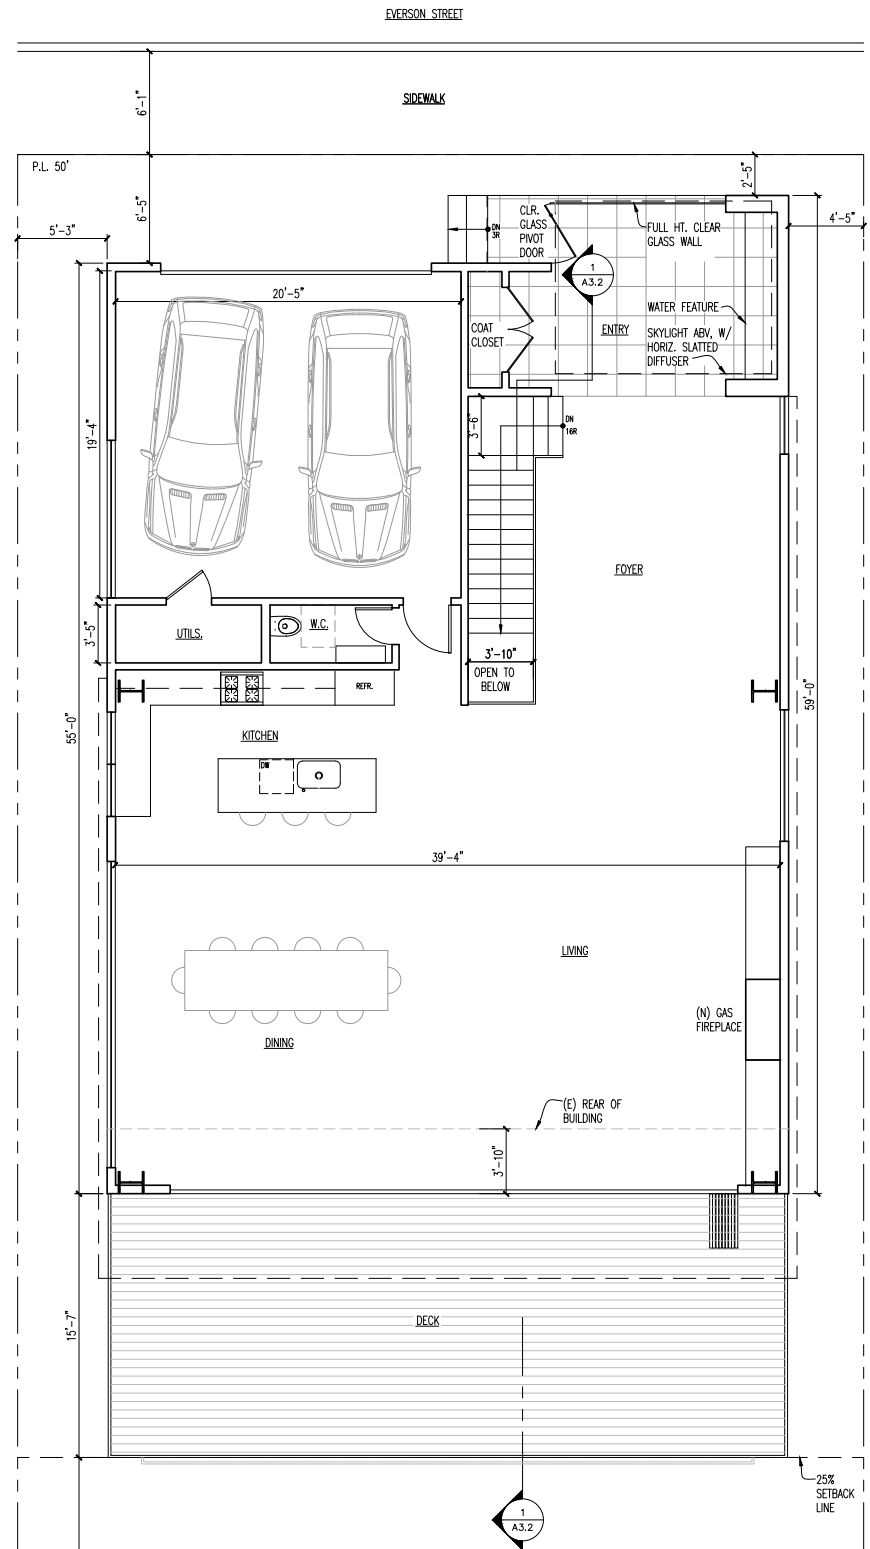 EVERSON STREET
6'-1"
SIDEWALK
P.L. 50'
6'-5"
2'-5"
5'-3"
4'-5"
CLR.
GLASS
PIVOT
DOOR
DN
3R
FULL HT. CLEAR
GLASS WALL
1
A3.2
20'-5"
WATER FEATURE
COAT
CLOSET
ENTRY
SKYLIGHT ABV, W/
HORIZ. SLATTED
DIFFUSER
19'-4"
3'-6"
DN
16R
FOYER
3'-5"
UTILS.
W.C.
3'-10"
OPEN TO
BELOW
REFR.
55'-0"
59'-0"
KITCHEN
DW
39'-4"
LIVING
(N) GAS
FIREPLACE
DINING
(E) REAR OF
BUILDING
3'-10"
15'-7"
DECK
25%
SETBACK
LINE
1
A3.2